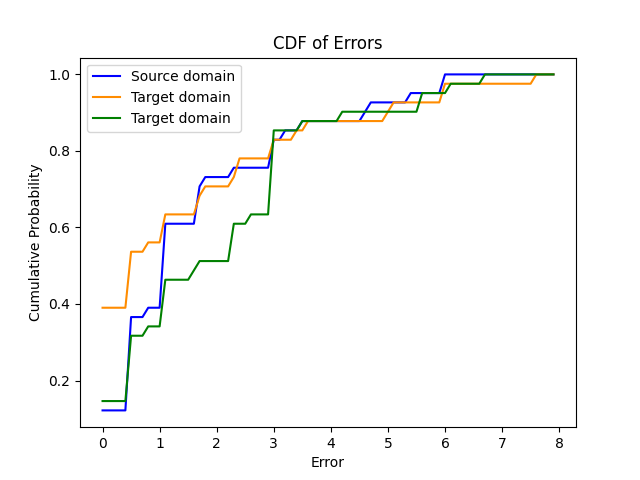 CDF of Errors
Source domain
Target domain
Target domain
1.0
0.8
0.6
0.4
0.2
Cumulative Probability
0 1 2 3 4 5 6 7 8
Error